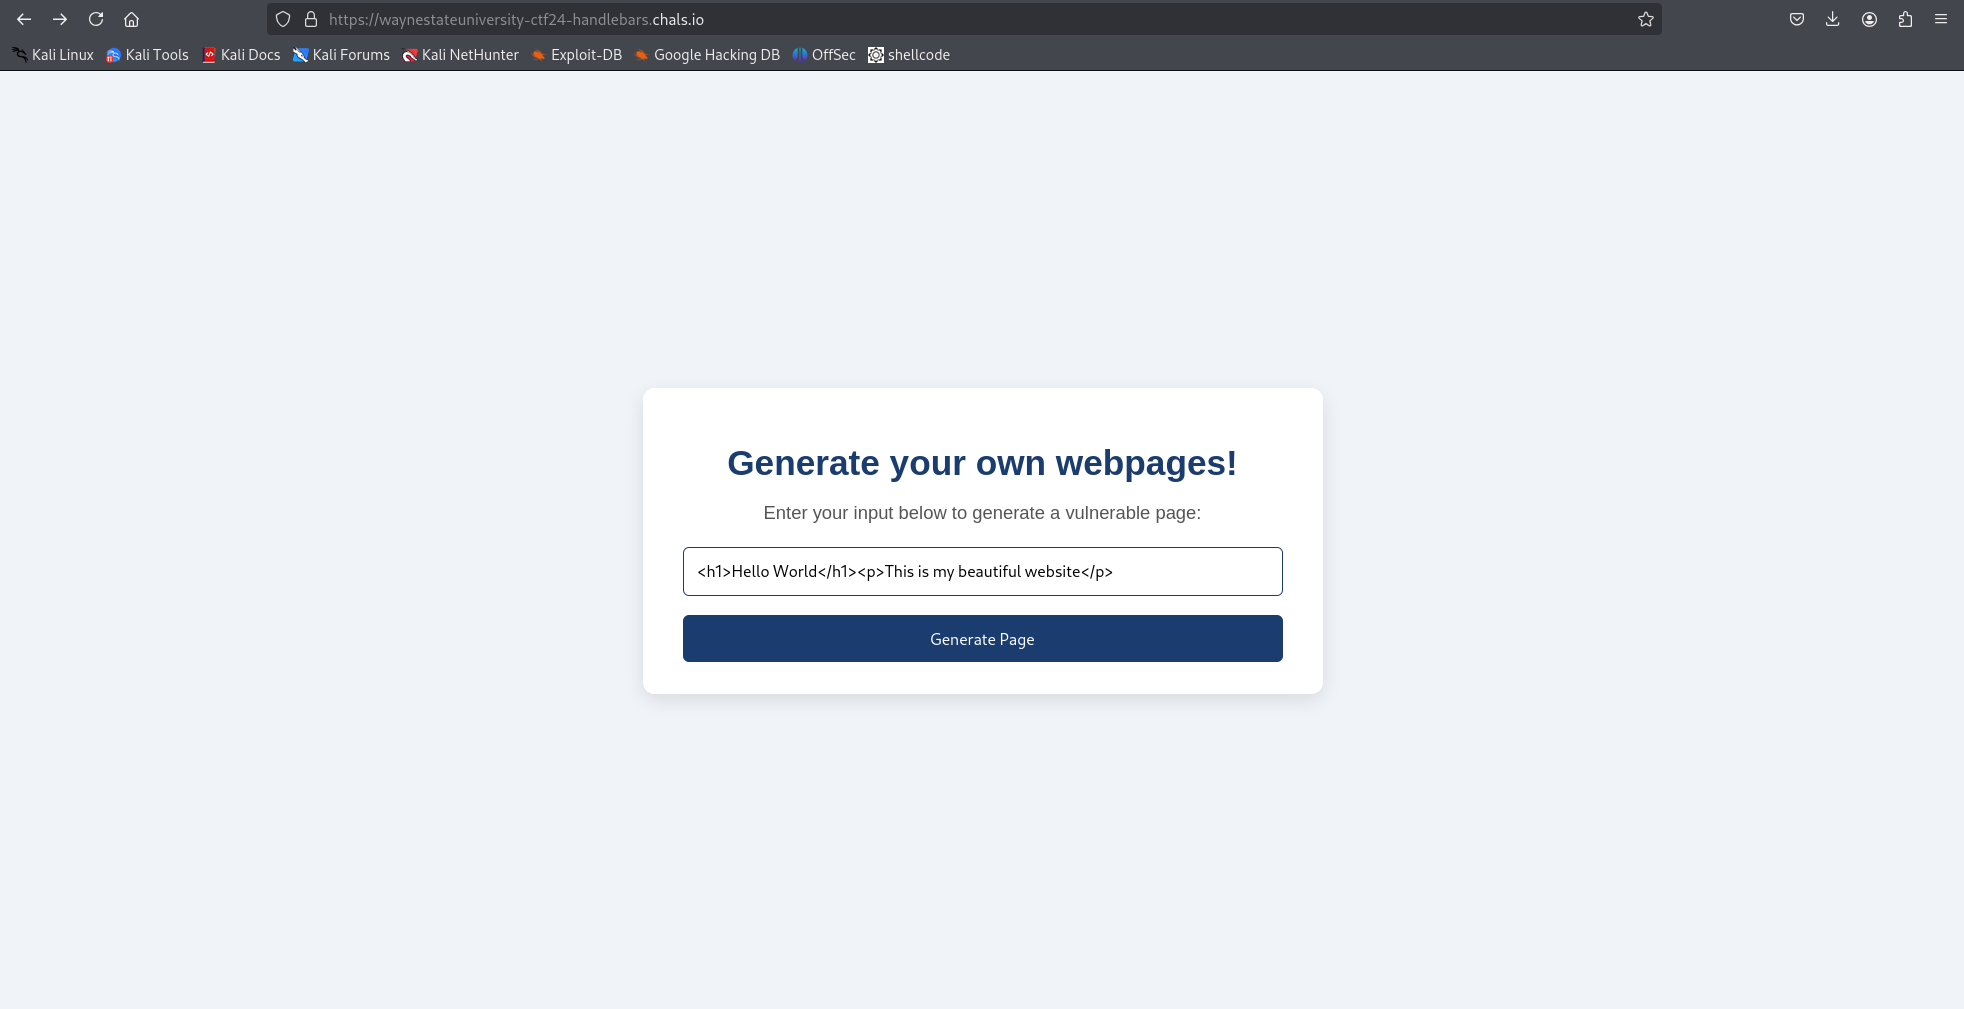 https://waynestateuniversity-ctf24-handlebars.chals.io
Kali Linux Kali Tools Kali Docs Kali Forums Kali NetHunter Exploit-DB Google Hacking DB OffSec shellcode
Generate your own webpages!
Enter your input below to generate a vulnerable page:
<h1>Hello World</h1><p>This is my beautiful website</p>
Generate Page